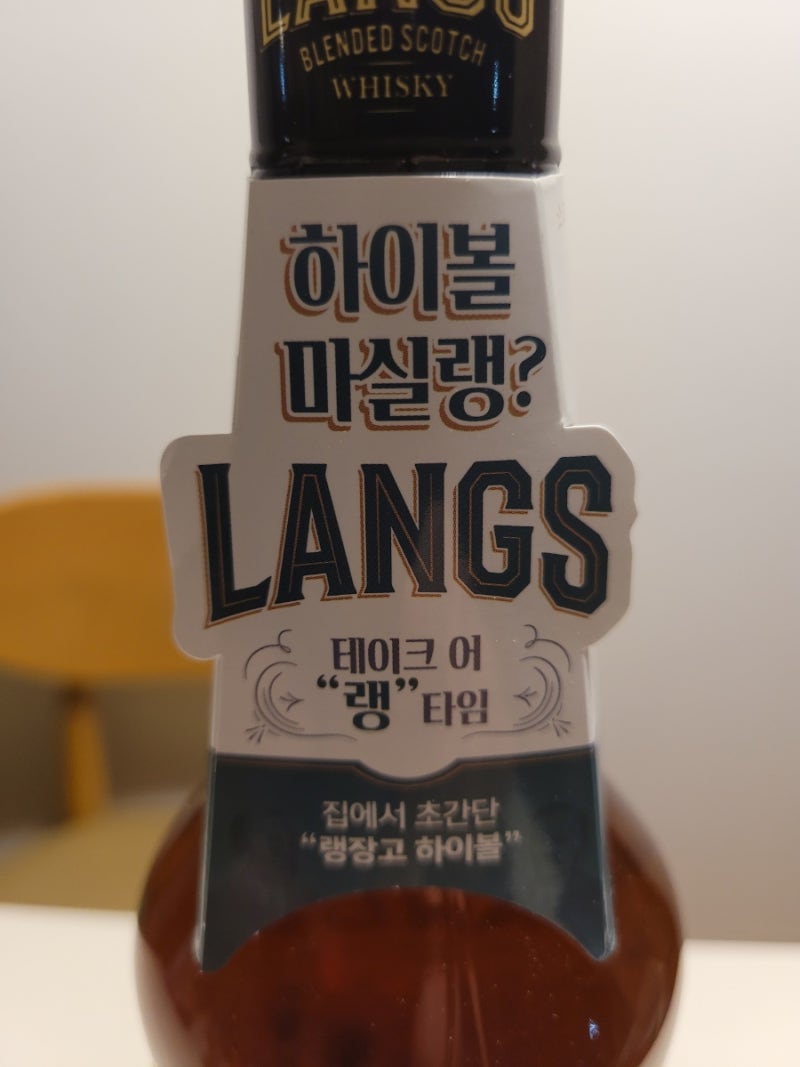 LANGS
BLENDED SCOTCH
WHISKY
하이볼
마실랭?
LANGS
테이크 어
“랭” 타임
집에서 초간단
“랭장고 하이볼”